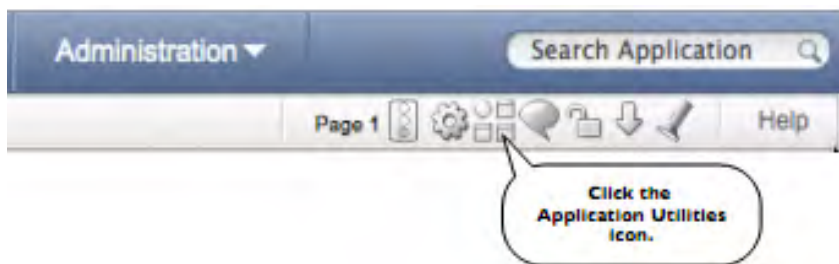 Administration
Search Application
Page 1
Help
Click the
Application Utilities
icon.